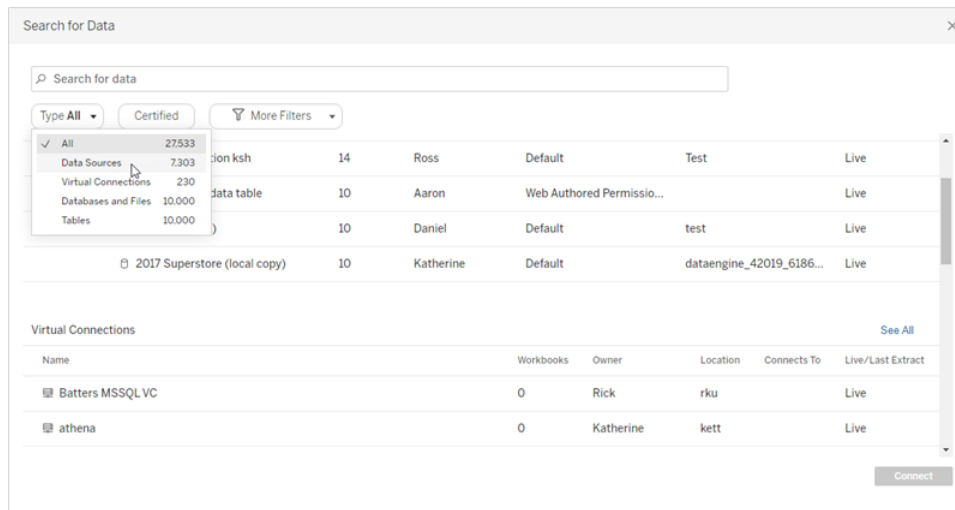 Search for Data
Search for data
Type All Certified More Filters
All 27.533
Data Sources 7.303
Virtual Connections 230
Databases and Files 10.000
Tables 10.000
tion ksh 14 Ross Default Test Live
data table 10 Aaron Web Authored Permissio... Live
) 10 Daniel Default test Live
2017 Superstore (local copy) 10 Katherine Default dataengine_42019_6186... Live
Virtual Connections See All
Name Workbooks Owner Location Connects To Live/Last Extract
Batters MSSQL VC 0 Rick rku Live
athena 0 Katherine kett Live
Connect